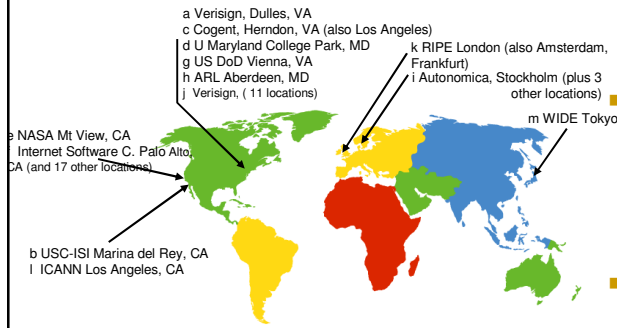 a Verisign, Dulles, VA
c Cogent, Herndon, VA (also Los Angeles)
d U Maryland College Park, MD
g US DoD Vienna, VA
h ARL Aberdeen, MD
j Verisign, ( 11 locations)
k RIPE London (also Amsterdam,
Frankfurt)
i Autonomica, Stockholm (plus 3
other locations)
m WIDE Tokyo
e NASA Mt View, CA
Internet Software C. Palo Alto,
CA (and 17 other locations)
b USC-ISI Marina del Rey, CA
l ICANN Los Angeles, CA